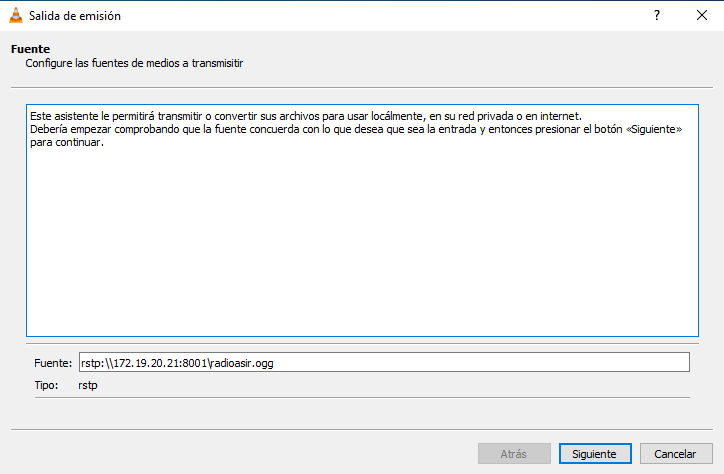 Salida de emisión
?
Fuente
Configure las fuentes de medios a transmisitir
Este asistente le permitirá transmitir o convertir sus archivos para usar locálmente, en su red privada o en internet.
Debería empezar comprobando que la fuente concuerda con lo que desea que sea la entrada y entonces presionar el botón «Siguiente»
para continuar.
Fuente: rstp:\\172.19.20.21:8001\radioasir.ogg
Tipo: rstp
Atrás Siguiente Cancelar